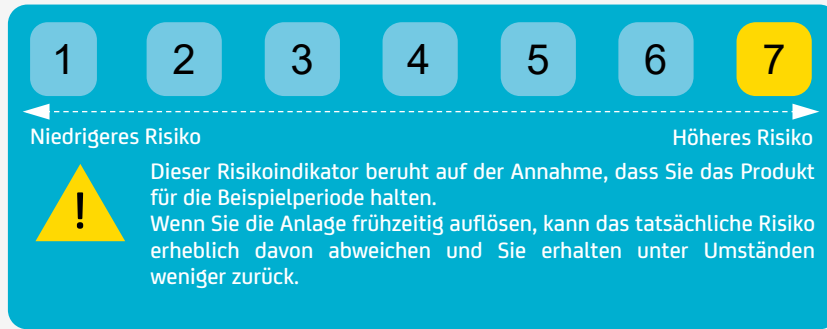 1 2 3 4 5 6 7
Niedrigeres Risiko Höheres Risiko
Dieser Risikoindikator beruht auf der Annahme, dass Sie das Produkt
für die Beispielperiode halten.
Wenn Sie die Anlage frühzeitig auflösen, kann das tatsächliche Risiko
erheblich davon abweichen und Sie erhalten unter Umständen
weniger zurück.
!